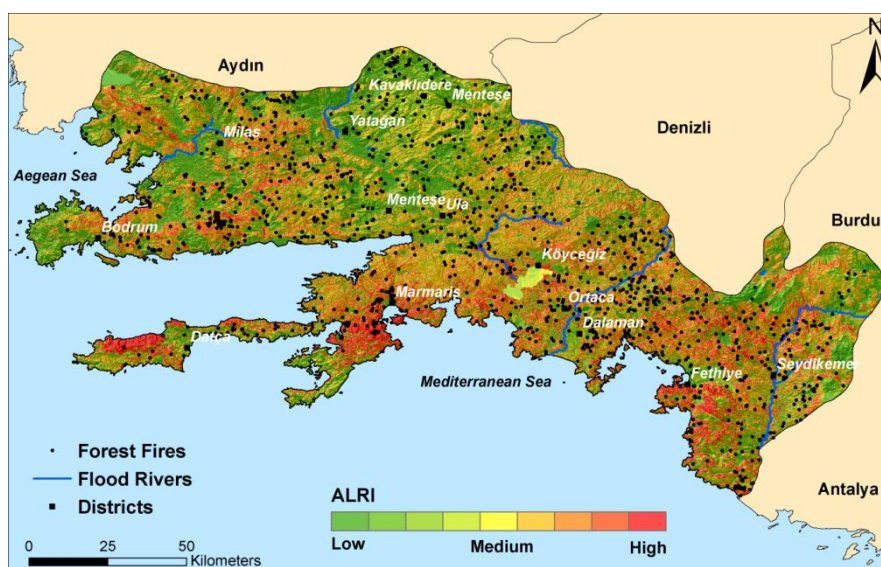 N
Aydın
Kavaklıdere
Menteşe
Denizli
Yatağan
Milas
Aegean Sea
Menteşe
Ula
Burdu
Bodrum
Köyceğiz
Marmaris
Ortaca
Datça
Dalaman
Mediterranean Sea
Fethiye
Seydikemer
Antalya
Forest Fires
Flood Rivers
Districts
ALRI
Low
Medium
High
0 25 50
Kilometers